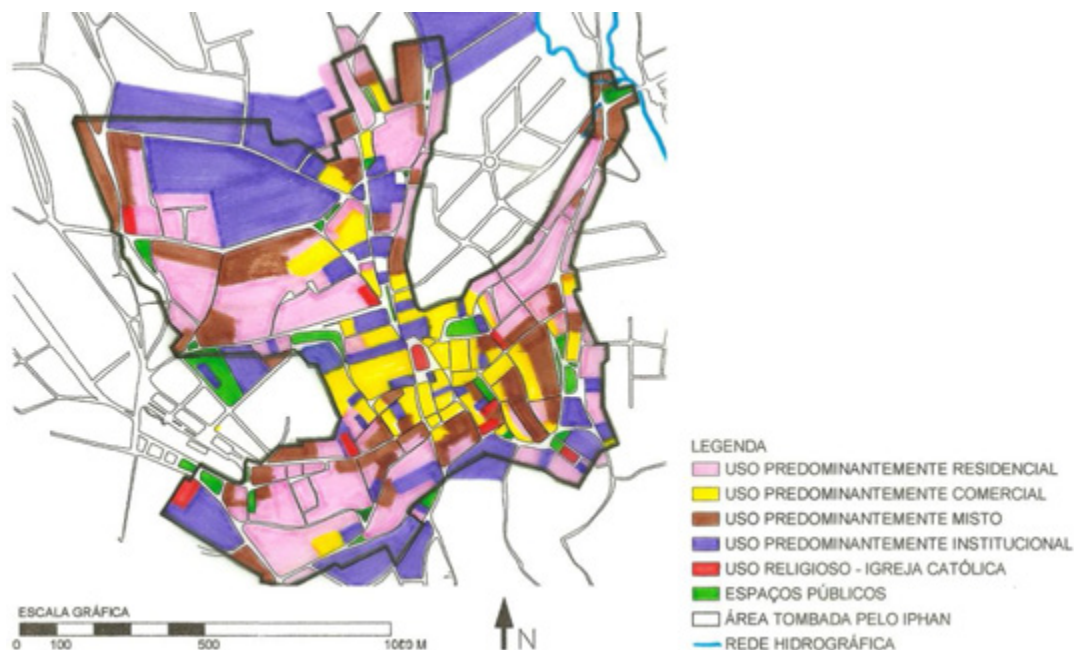 LEGENDA
USO PREDOMINANTEMENTE RESIDENCIAL
USO PREDOMINANTEMENTE COMERCIAL
USO PREDOMINANTEMENTE MISTO
USO PREDOMINANTEMENTE INSTITUCIONAL
USO RELIGIOSO - IGREJA CATÓLICA
ESPAÇOS PÚBLICOS
ÁREA TOMBADA PELO IPHAN
REDE HIDROGRÁFICA
ESCALA GRÁFICA
0 100 500 1000 M
N